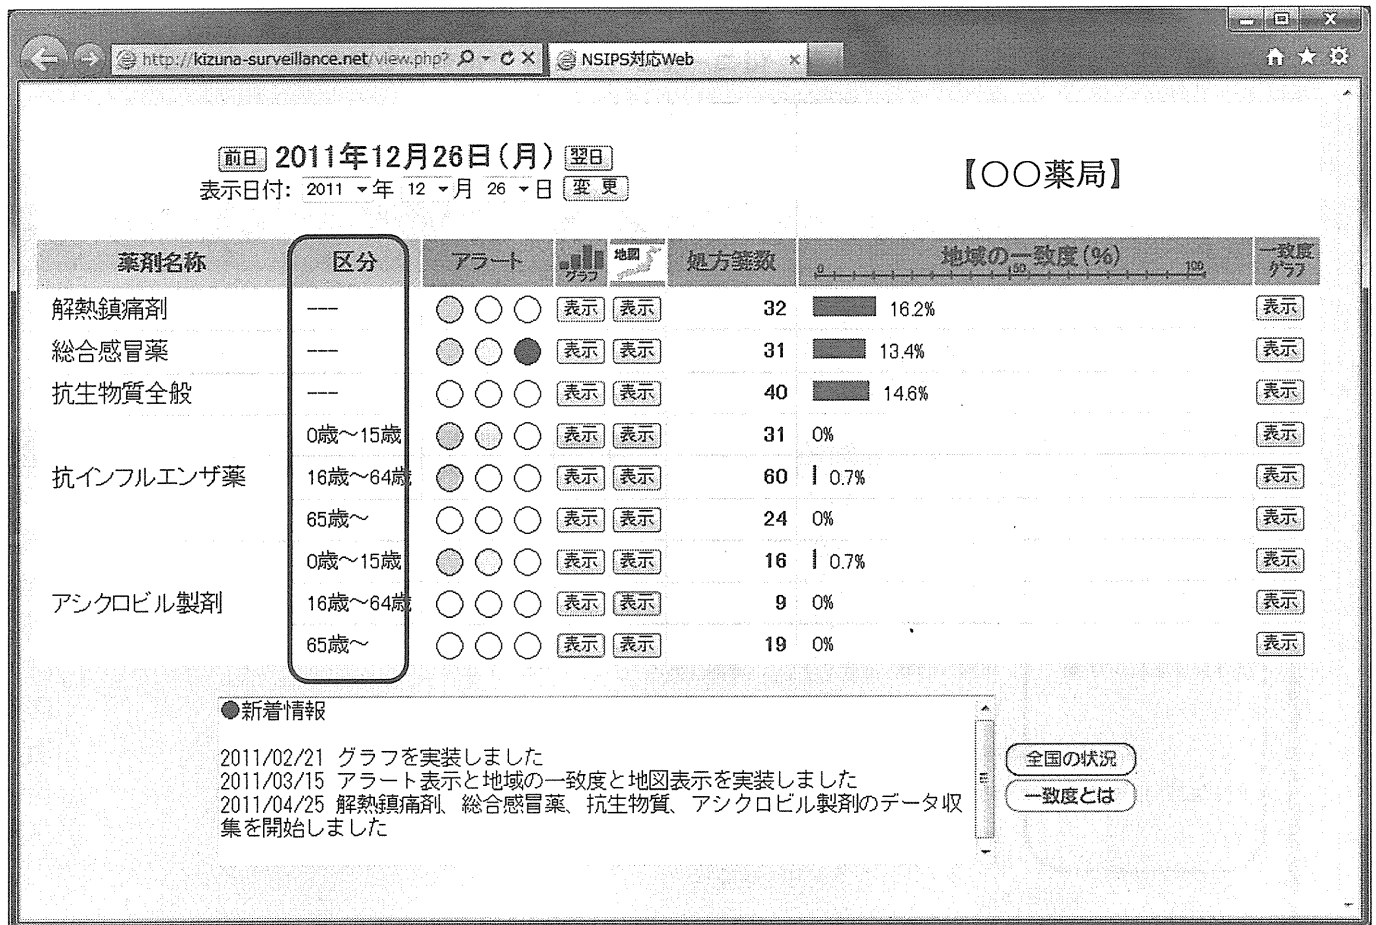 http://kizuna-surveillance.net/view.php?
NSIPS対応Web
前日 2011年12月26日(月) 翌日
表示日付: 2011 年 12 月 26 日 変更
【○○薬局】
薬剤名称 区分 アラート グラフ 地図 処方箋数 地域の一致度(%) 0 50 100 一致度グラフ
解熱鎮痛剤 --- 表示 表示 32 16.2% 表示
総合感冒薬 --- 表示 表示 31 13.4% 表示
抗生物質全般 --- 表示 表示 40 14.6% 表示
0歳~15歳 表示 表示 31 0% 表示
抗インフルエンザ薬 16歳~64歳 表示 表示 60 0.7% 表示
65歳~ 表示 表示 24 0% 表示
0歳~15歳 表示 表示 16 0.7% 表示
アシクロビル製剤 16歳~64歳 表示 表示 9 0% 表示
65歳~ 表示 表示 19 0% 表示
●新着情報
2011/02/21 グラフを実装しました
2011/03/15 アラート表示と地域の一致度と地図表示を実装しました
2011/04/25 解熱鎮痛剤、総合感冒薬、抗生物質、アシクロビル製剤のデータ収
集を開始しました
全国の状況
一致度とは